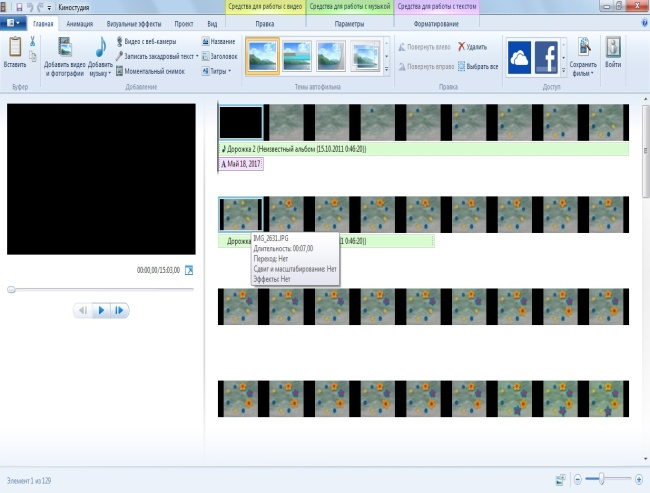 Киностудия
Средства для работы с видео
Средства для работы с музыкой
Средства для работы с текстом
Главная
Анимация
Визуальные эффекты
Проект
Вид
Правка
Параметры
Форматирование
Вставить
Добавить видео
и фотографии
Добавить
музыку
Видео с веб-камеры
Записать закадровый текст
Моментальный снимок
Название
Заголовок
Титры
Повернуть влево
Повернуть вправо
Удалить
Выбрать все
Сохранить
фильм
Войти
Буфер
Добавление
Темы автофильма
Правка
Доступ
Дорожка 2 (Неизвестный альбом (15.10.2011 0:46:20))
Май 18, 2017
IMG_2631.JPG
Длительность: 00:07,00
Переход: Нет
Сдвиг и масштабирование: Нет
Эффекты: Нет
Дорожка
0:46:20))
00:00,00/15:03,00
Элемент 1 из 129